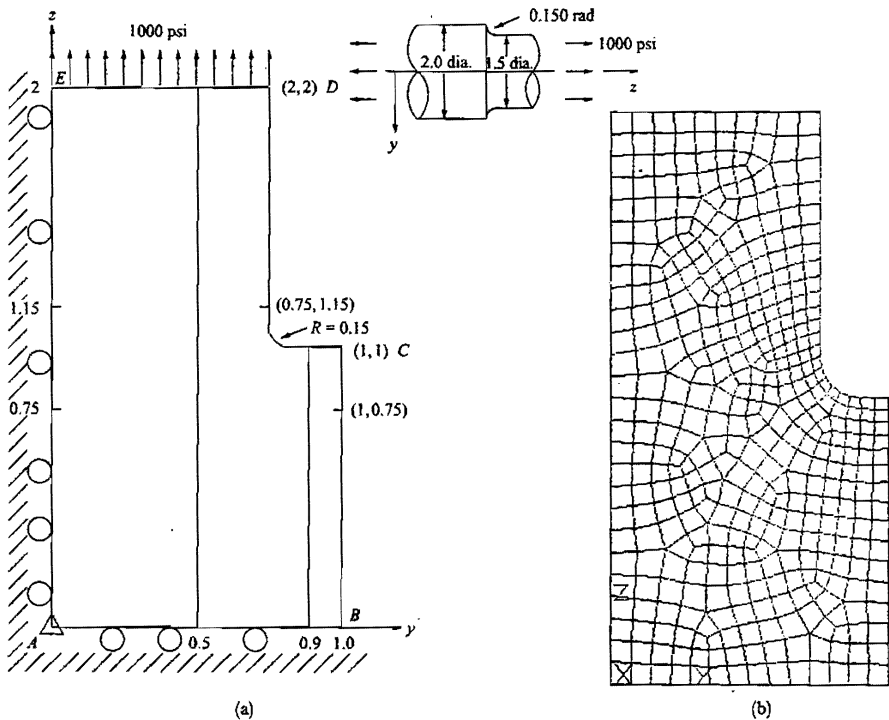 z
1000 psi
E
2
(2, 2) D
0.150 rad
1000 psi
2.0 dia.
1.5 dia.
z
y
1.15
(0.75, 1.15)
R = 0.15
(1, 1) C
0.75
(1, 0.75)
A
0.5
0.9
1.0
B
y
Z
X
Y
(a)
(b)